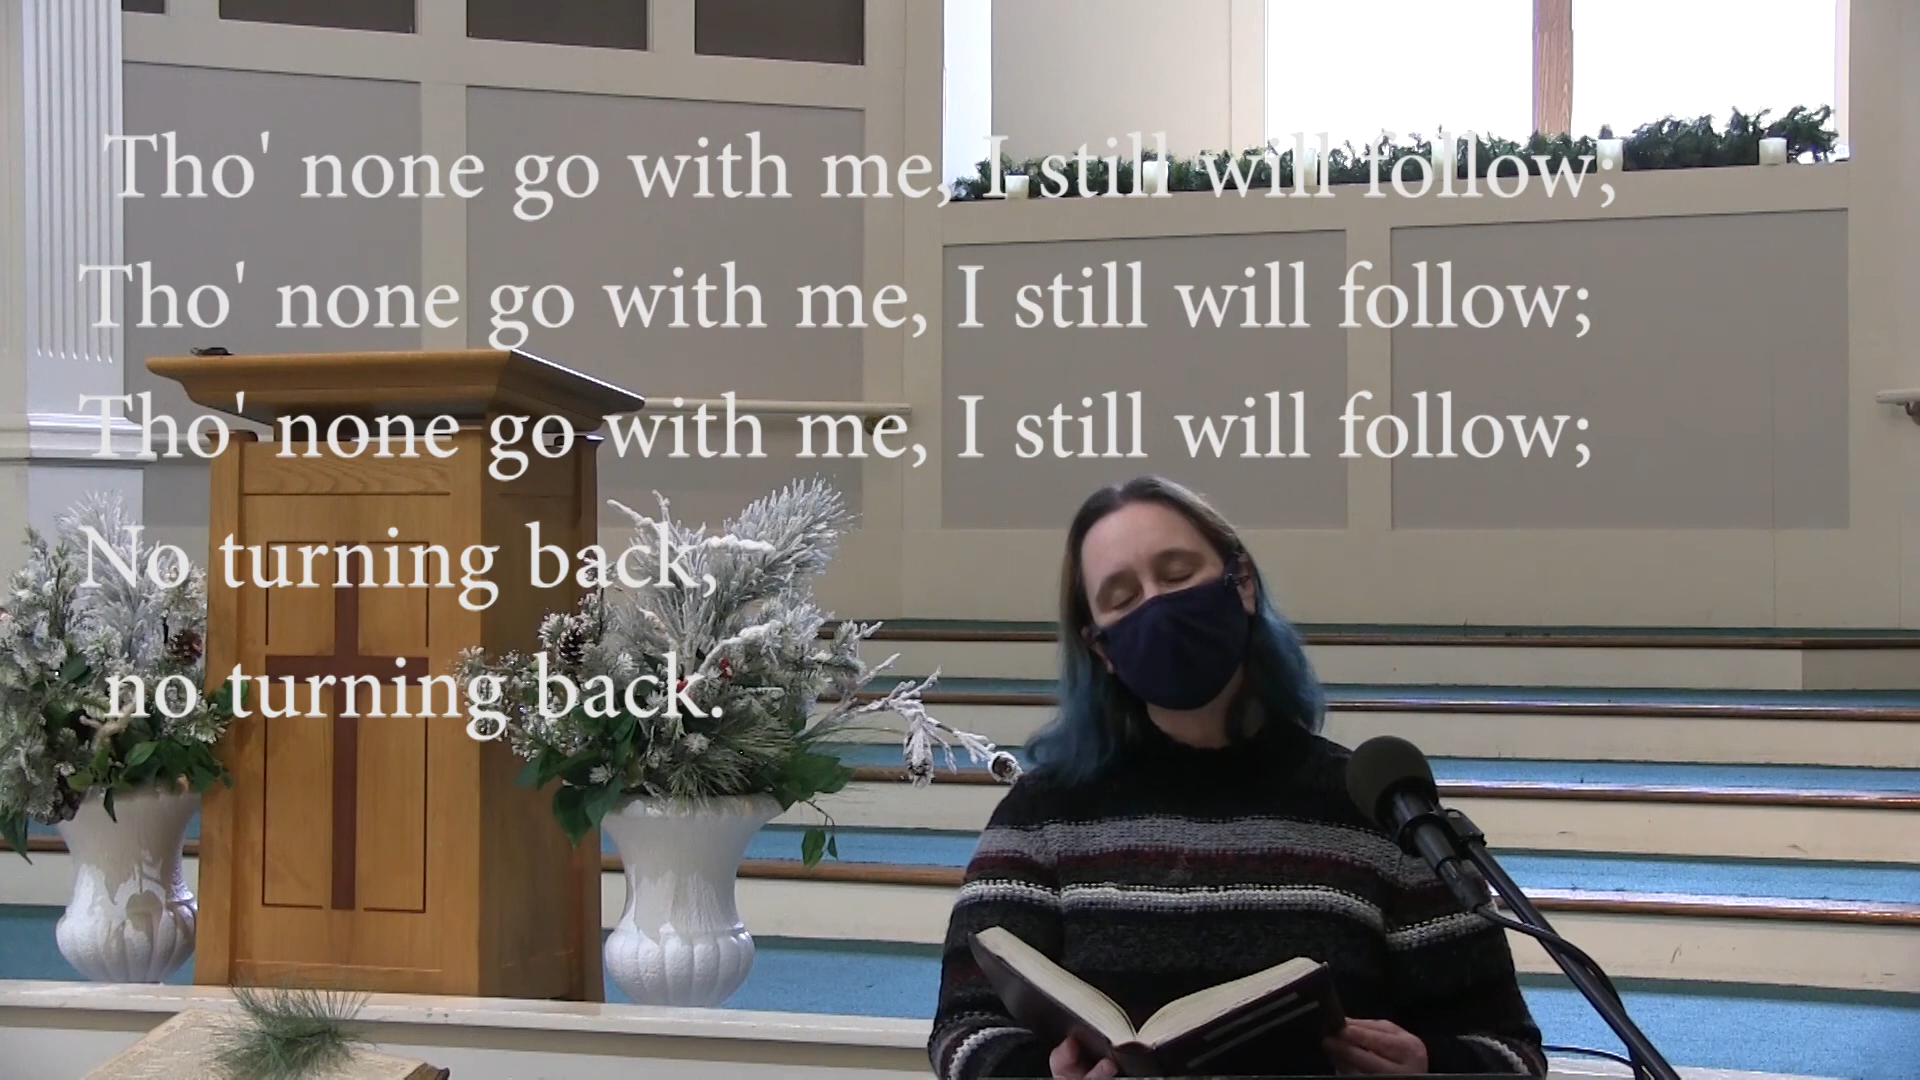 Tho' none go with me, I still will follow;
Tho' none go with me, I still will follow;
Tho' none go with me, I still will follow;
No turning back,
no turning back.